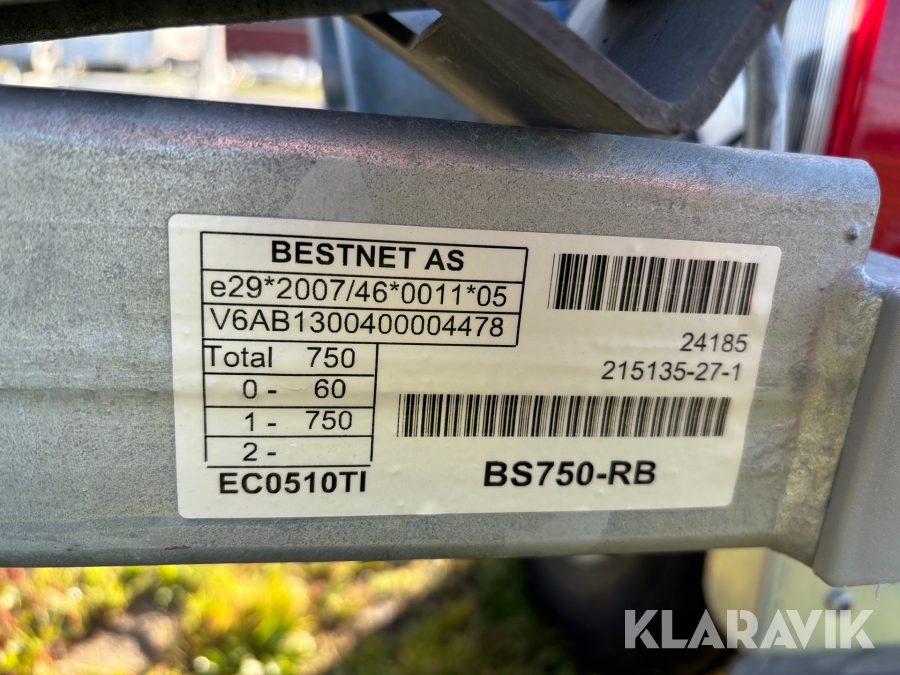 BESTNET AS
e29*2007/46*0011*05
V6AB1300400004478
Total 750
0 - 60
1 - 750
2 -
EC0510TI
24185
215135-27-1
BS750-RB
KLARAVIK